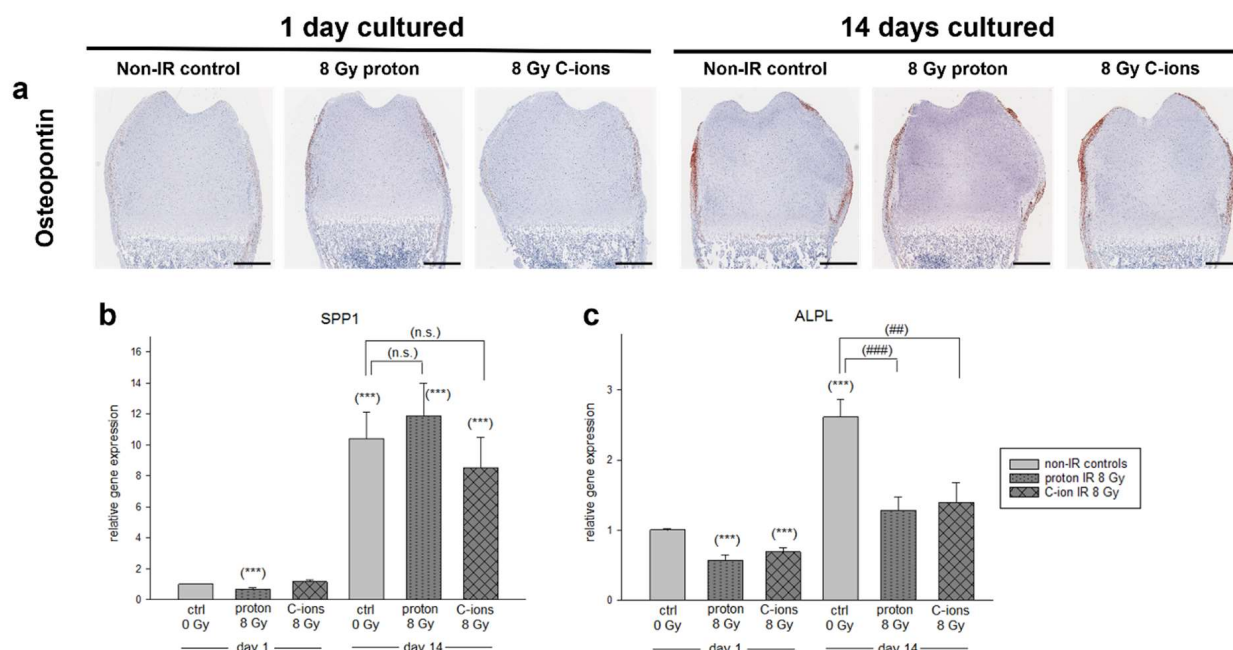 1 day cultured
14 days cultured
Non-IR control
8 Gy proton
8 Gy C-ions
Non-IR control
8 Gy proton
8 Gy C-ions
a
Osteopontin
b
SPP1
relative gene expression
16
14
12
10
8
6
4
2
0
(n.s.)
(n.s.)
(***)
(***)
(***)
(***)
ctrl
0 Gy
proton
8 Gy
C-ions
8 Gy
ctrl
0 Gy
proton
8 Gy
C-ions
8 Gy
day 1
day 14
c
ALPL
relative gene expression
3
2
1
0
(##)
(###)
(***)
(***)
(***)
ctrl
0 Gy
proton
8 Gy
C-ions
8 Gy
ctrl
0 Gy
proton
8 Gy
C-ions
8 Gy
day 1
day 14
non-IR controls
proton IR 8 Gy
C-ion IR 8 Gy